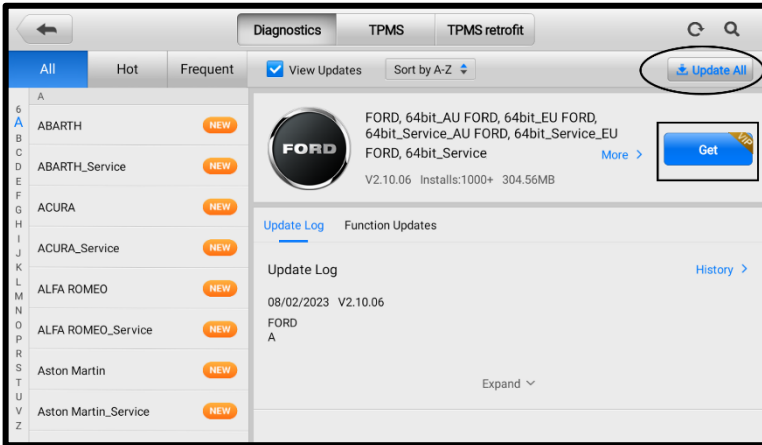 Diagnostics TPMS TPMS retrofit
All Hot Frequent
View Updates Sort by A-Z Update All
6
A
B
C
D
E
F
G
H
I
J
K
L
M
N
O
P
R
S
T
U
V
Z
A
ABARTH NEW
ABARTH_Service NEW
ACURA NEW
ACURA_Service NEW
ALFA ROMEO NEW
ALFA ROMEO_Service NEW
Aston Martin NEW
Aston Martin_Service NEW
FORD
FORD, 64bit_AU FORD, 64bit_EU FORD,
64bit_Service_AU FORD, 64bit_Service_EU
FORD, 64bit_Service More >
V2.10.06 Installs:1000+ 304.56MB
Get VIP
Update Log Function Updates
Update Log History >
08/02/2023 V2.10.06
FORD
A
Expand